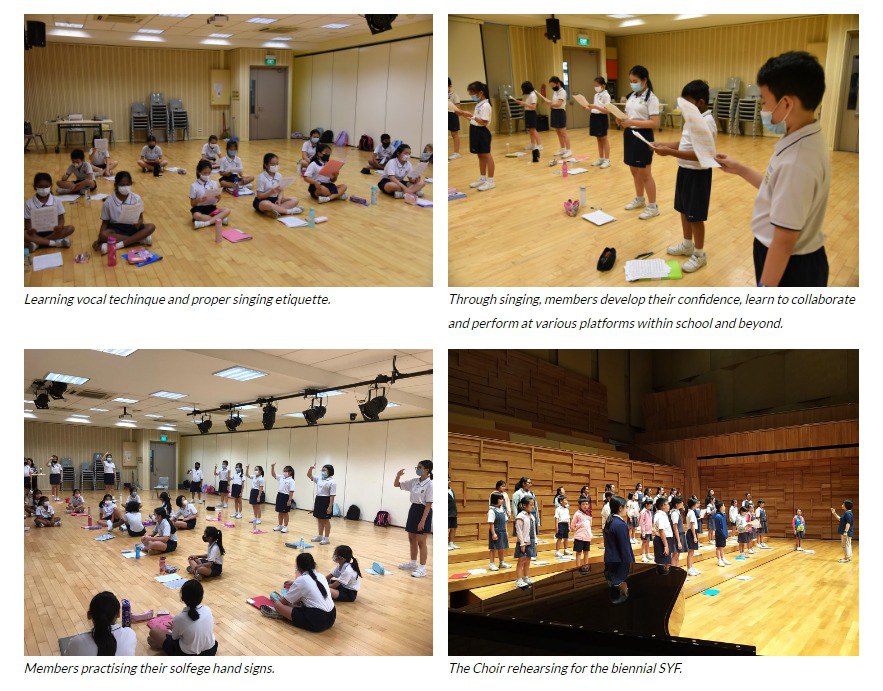 Learning vocal techinque and proper singing etiquette.
Through singing, members develop their confidence, learn to collaborate
and perform at various platforms within school and beyond.
Members practising their solfege hand signs.
The Choir rehearsing for the biennial SYF.